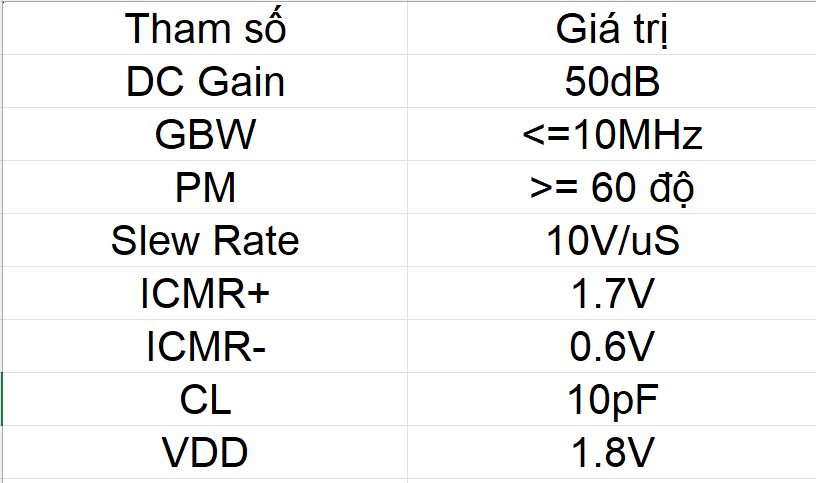 Tham số Giá trị
DC Gain 50dB
GBW <=10MHz
PM >= 60 độ
Slew Rate 10V/uS
ICMR+ 1.7V
ICMR- 0.6V
CL 10pF
VDD 1.8V